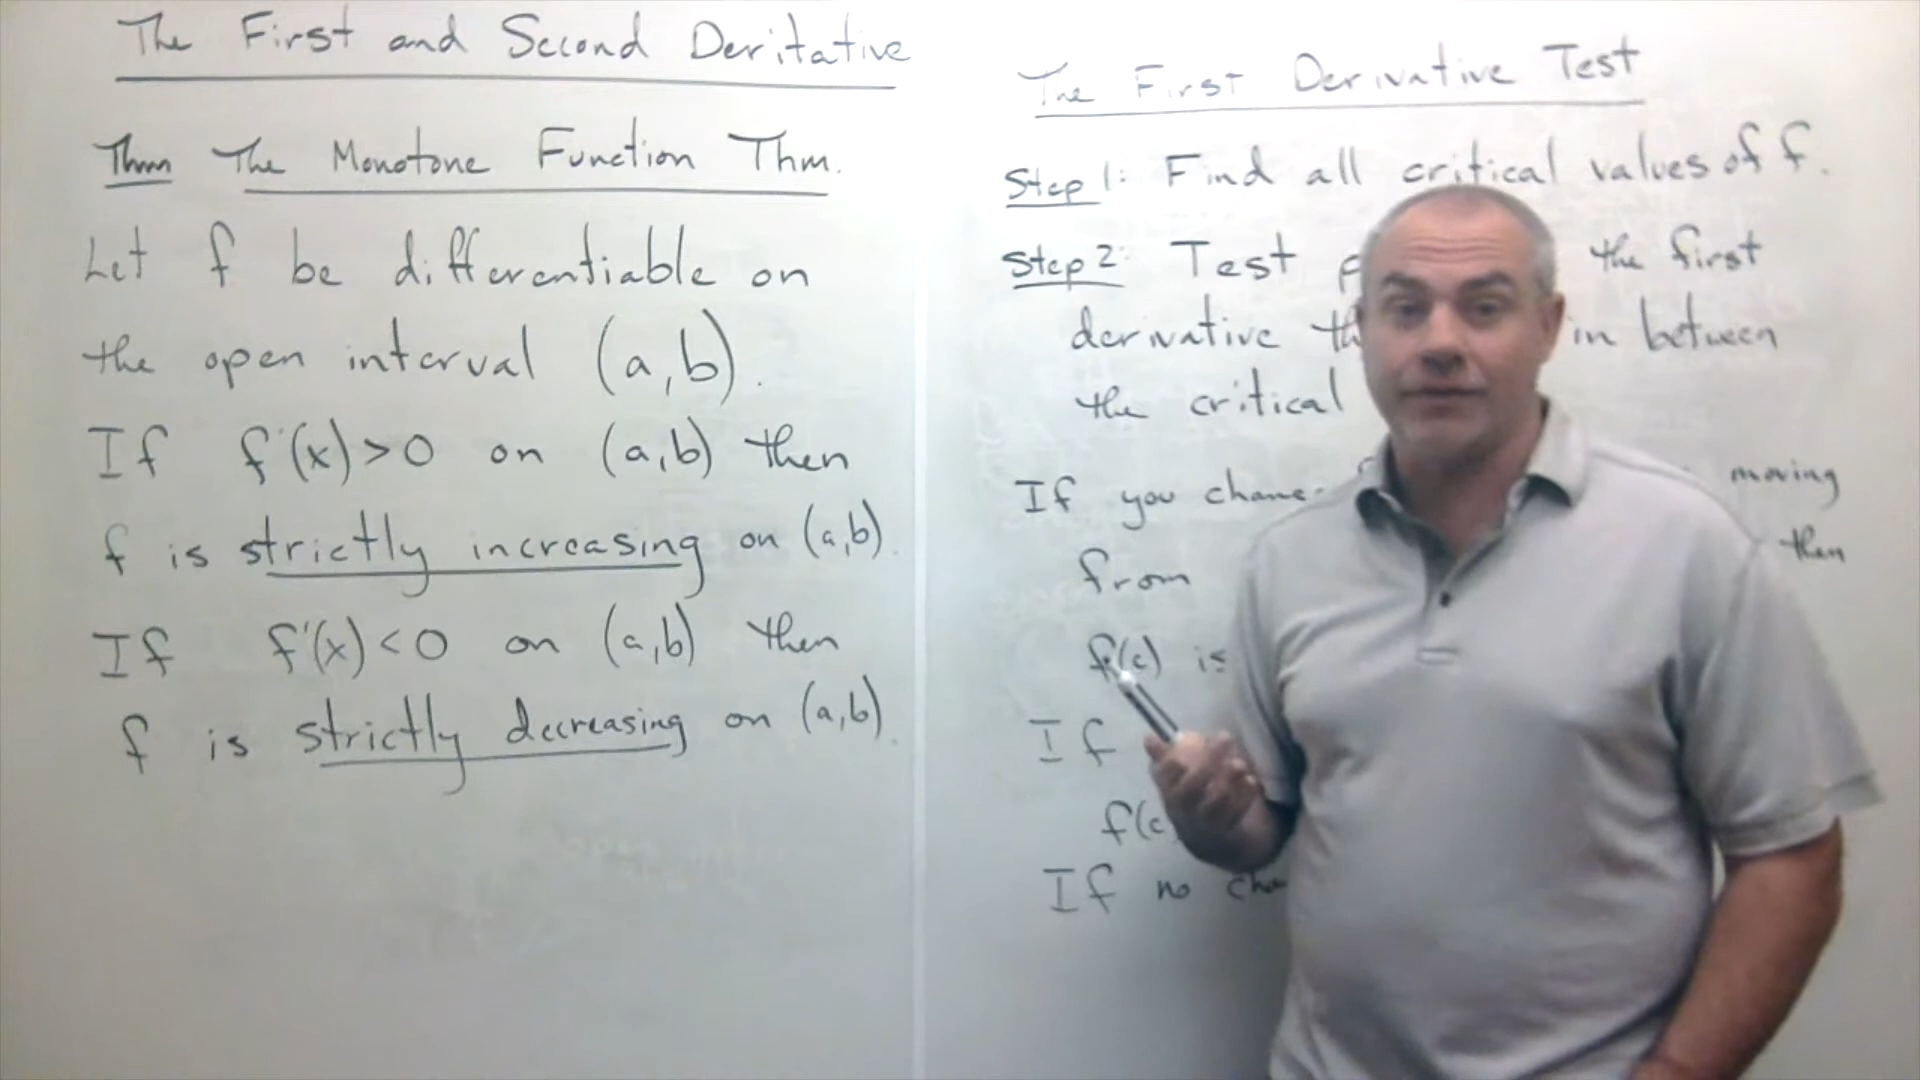 The First and Second Deritative
Thm The Monotone Function Thm.
Let f be differentiable on
the open interval (a,b).
If f'(x)>0 on (a,b) then
f is strictly increasing on (a,b).
If f'(x)<0 on (a,b) then
f is strictly decreasing on (a,b).
The First Derivative Test
Step 1: Find all critical values of f.
Step 2: Test the first
derivative in between
the critical
If you moving
from then
f(c) is
If
f(c
If no